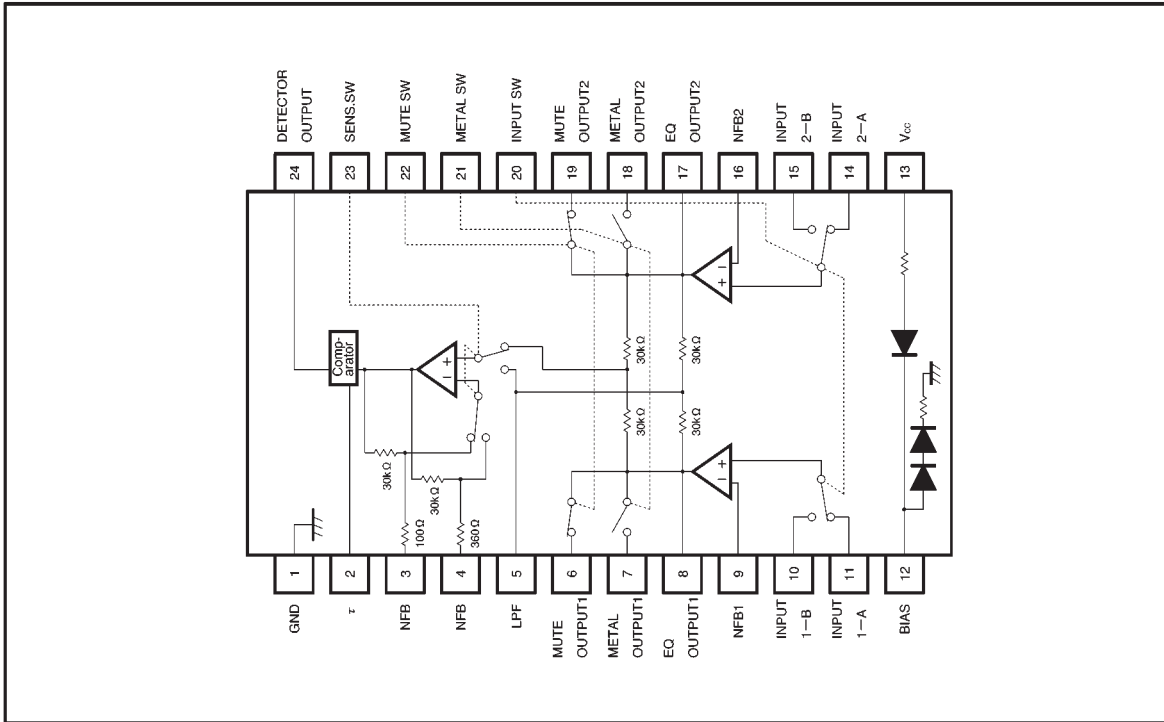 DETECTOR
OUTPUT
SENS.SW
MUTE SW
METAL SW
INPUT SW
MUTE
OUTPUT2
METAL
OUTPUT2
EQ
OUTPUT2
NFB2
INPUT
2−B
INPUT
2−A
Vcc
24
23
22
21
20
19
18
17
16
15
14
13
Comp-
arator
+
−
−
+
30kΩ
30kΩ
30kΩ
30kΩ
30kΩ
30kΩ
100Ω
360Ω
+
−
1
2
3
4
5
6
7
8
9
10
11
12
GND
τ
NFB
NFB
LPF
MUTE
OUTPUT1
METAL
OUTPUT1
EQ
OUTPUT1
NFB1
INPUT
1−B
INPUT
1−A
BIAS